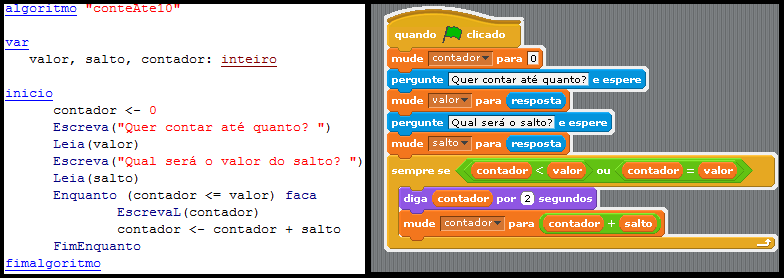 algoritmo "conteAte10"
var
valor, salto, contador: inteiro
inicio
contador <- 0
Escreva("Quer contar até quanto? ")
Leia(valor)
Escreva("Qual será o valor do salto? ")
Leia(salto)
Enquanto (contador <= valor) faca
EscrevaL(contador)
contador <- contador + salto
FimEnquanto
fimalgoritmo
quando clicado
mude contador para 0
pergunte Quer contar até quanto? e espere
mude valor para resposta
pergunte Qual será o salto? e espere
mude salto para resposta
sempre se contador < valor ou contador = valor
diga contador por 2 segundos
mude contador para contador + salto